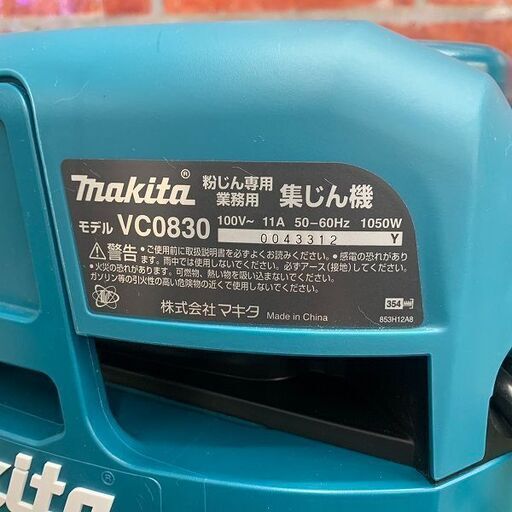 makita®
粉じん専用
業務用
集じん機
モデル VC0830 100V~ 11A 50-60Hz 1050W
0043312 Y
⚠警告 •ご使用前に取扱説明書を必ずよくお読みください。 •感電の恐れがあり
ます。雨中では使用しないでください。必ずアース(接地)してください。
•火災の恐れがあります。可燃物、熱い物を吸い込まないでください。
ガソリン等の引火性の高い危険物の近くで使用しないでください。
株式会社マキタ Made in China
354
853H12A8
kita®